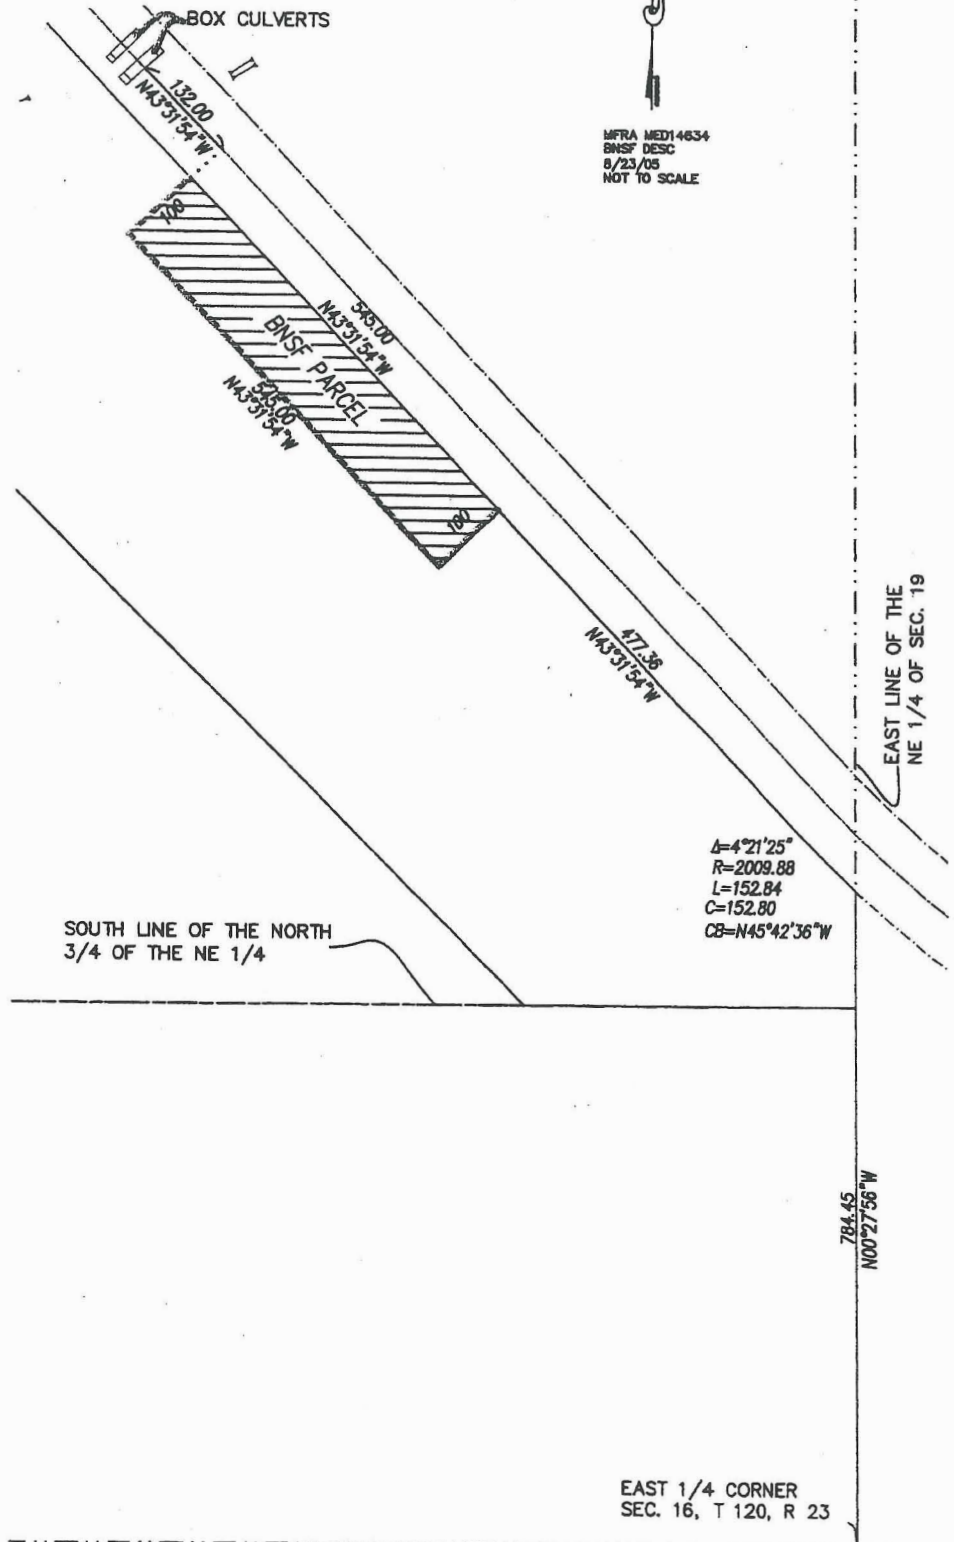 BOX CULVERTS
132.00
N43°31'54"W
MFRA MED14634
BNSF DESC
8/23/05
NOT TO SCALE
100
545.00
N43°31'54"W
BNSF PARCEL
545.00
N43°31'54"W
100
477.36
N43°31'54"W
EAST LINE OF THE
NE 1/4 OF SEC. 19
Δ=4°21'25"
R=2009.88
L=152.84
C=152.80
CB=N45°42'36"W
SOUTH LINE OF THE NORTH
3/4 OF THE NE 1/4
784.45
N00°27'56"W
EAST 1/4 CORNER
SEC. 16, T 120, R 23